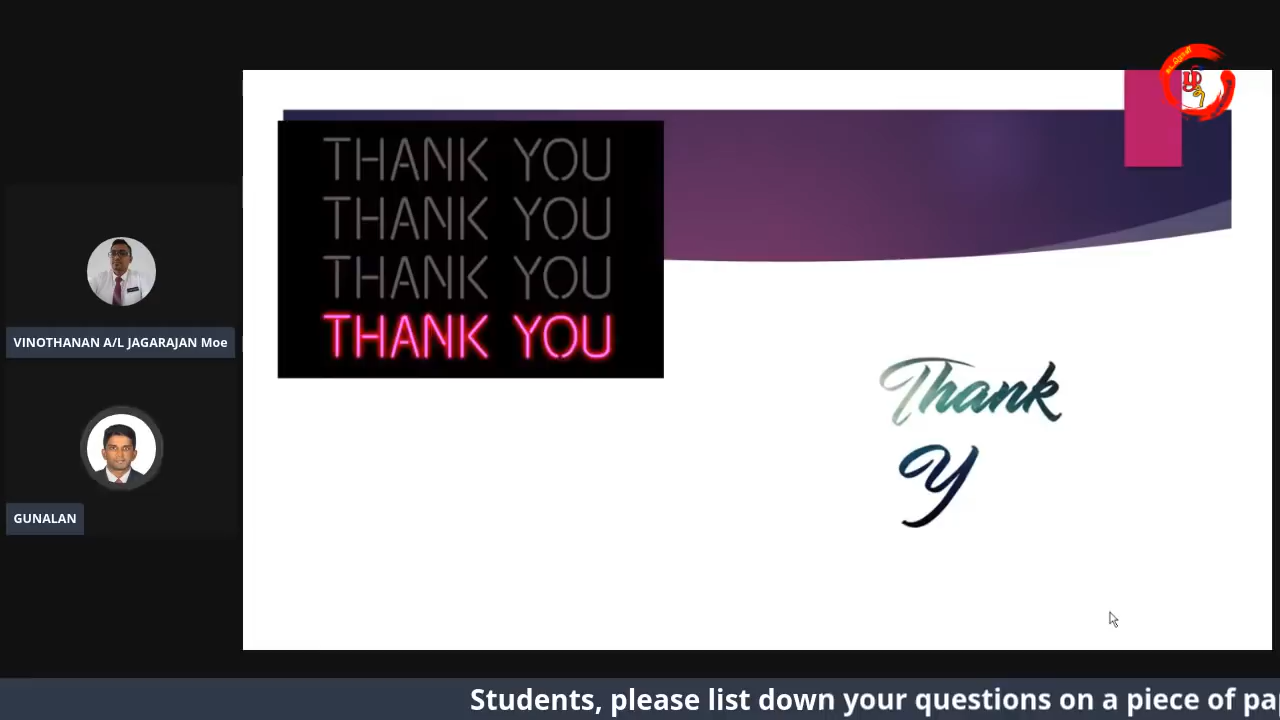 THANK YOU
THANK YOU
THANK YOU
THANK YOU
Thank
Y
VINOTHANAN A/L JAGARAJAN Moe
GUNALAN
Students, please list down your questions on a piece of pa